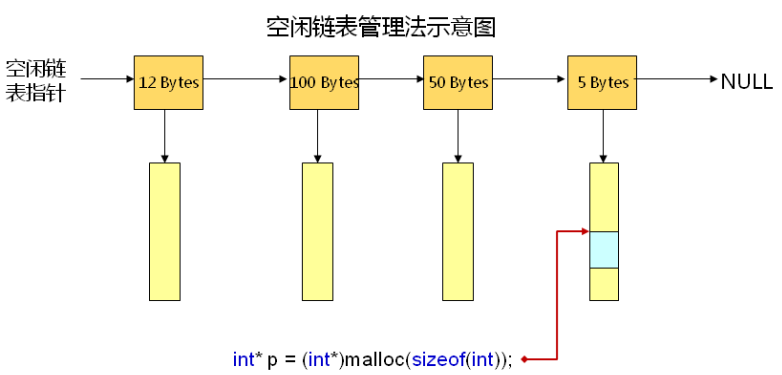 空闲链表管理法示意图
空闲链
表指针
12 Bytes
100 Bytes
50 Bytes
5 Bytes
NULL
int* p = (int*)malloc(sizeof(int));